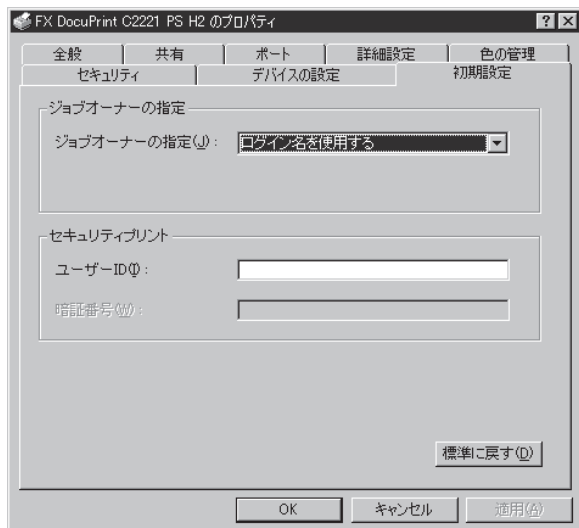 FX DocuPrint C2221 PS H2 のプロパティ
全般 共有 ポート 詳細設定 色の管理
セキュリティ デバイスの設定 初期設定
ジョブオーナーの指定
ジョブオーナーの指定(J): ログイン名を使用する
セキュリティプリント
ユーザーID(I):
暗証番号(W):
標準に戻す(D)
OK キャンセル 適用(A)